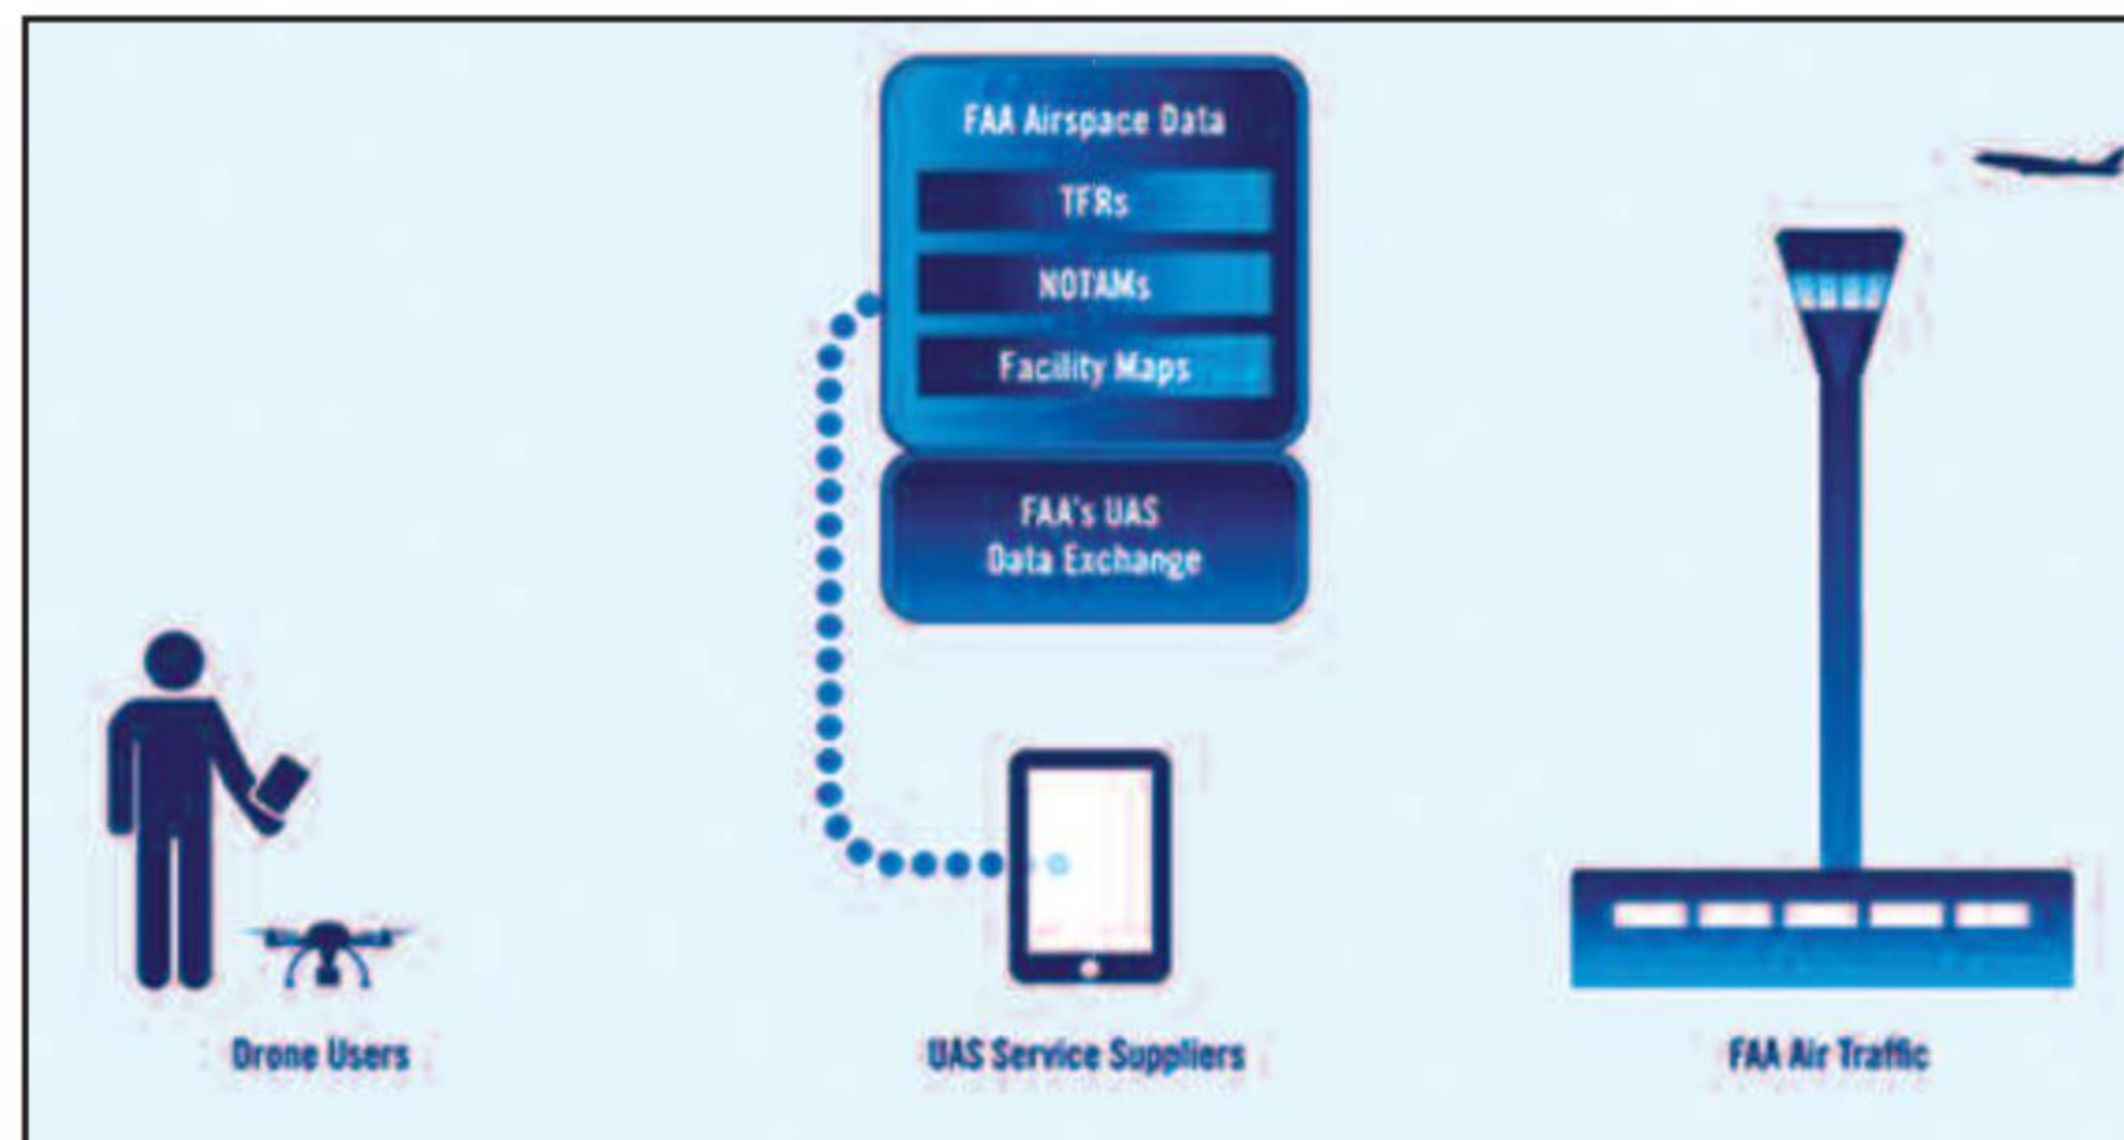 FAA Airspace Data
TFRs
NOTAMs
Facility Maps
FAA's UAS
Data Exchange
Drone Users
UAS Service Suppliers
FAA Air Traffic